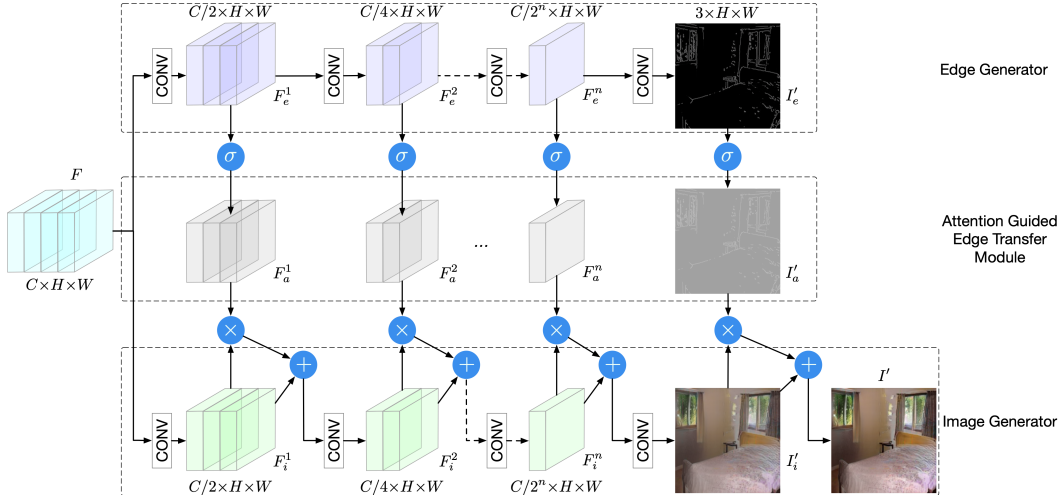 C/2×H×W
C/4×H×W
C/2ⁿ×H×W
3×H×W
CONV
CONV
CONV
CONV
Fₑ¹
Fₑ²
Fₑⁿ
I′ₑ
Edge Generator
σ
σ
σ
σ
F
C×H×W
Fₐ¹
Fₐ²
...
Fₐⁿ
I′ₐ
Attention Guided
Edge Transfer
Module
×
×
×
×
+
+
+
+
I′
CONV
CONV
CONV
CONV
Fᵢ¹
Fᵢ²
Fᵢⁿ
I′ᵢ
Image Generator
C/2×H×W
C/4×H×W
C/2ⁿ×H×W